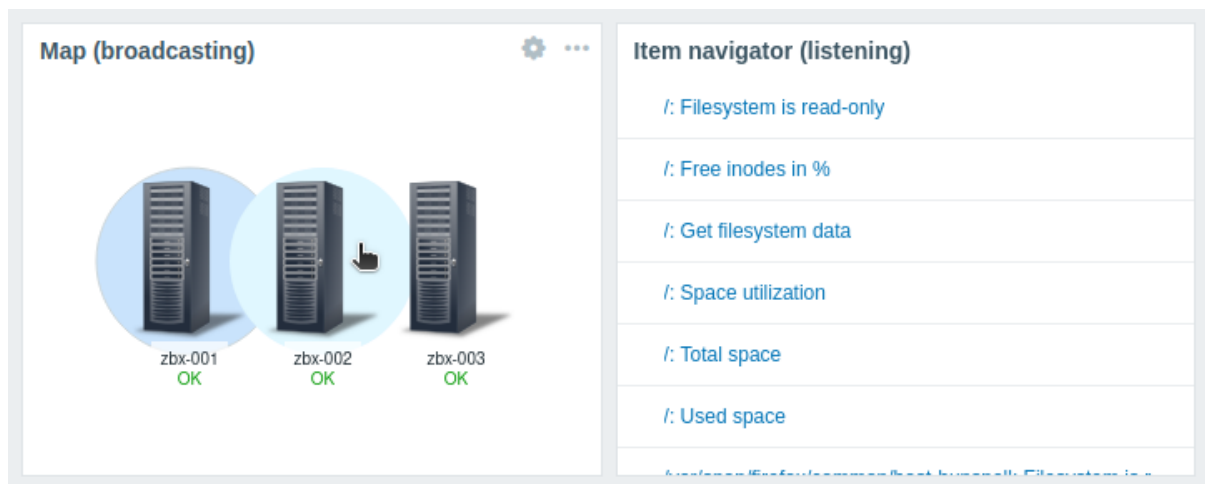 Map (broadcasting)
zbx-001
OK
zbx-002
OK
zbx-003
OK
Item navigator (listening)
/: Filesystem is read-only
/: Free inodes in %
/: Get filesystem data
/: Space utilization
/: Total space
/: Used space